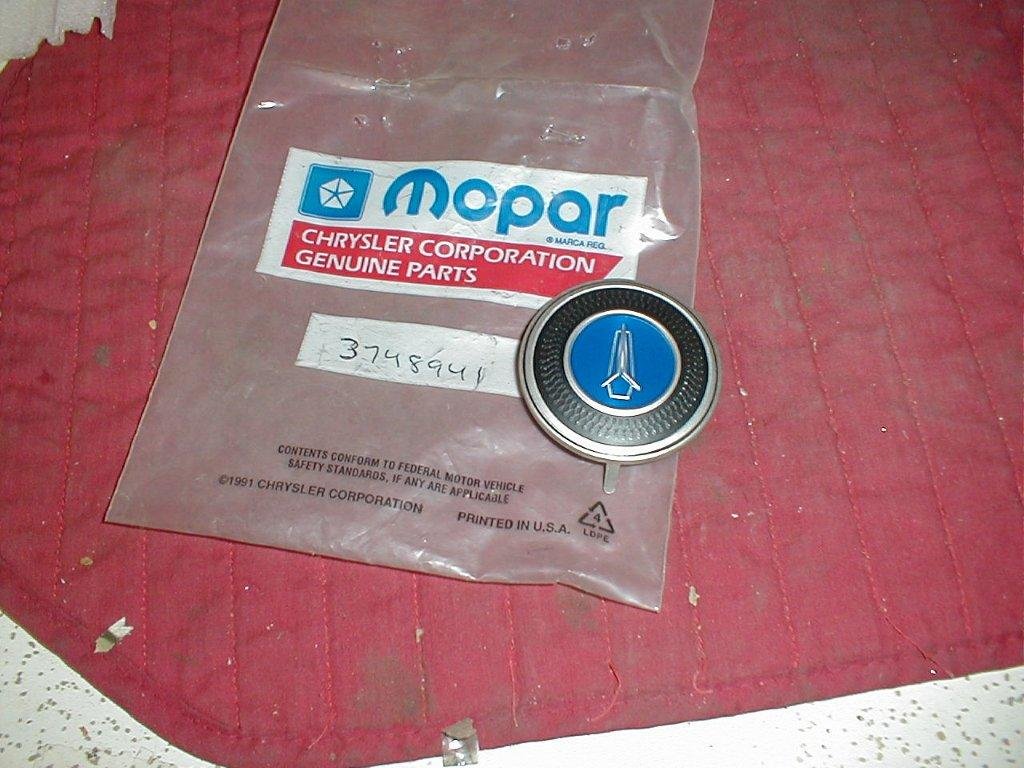 mopar
® MARCA REG.
CHRYSLER CORPORATION
GENUINE PARTS
3748941
CONTENTS CONFORM TO FEDERAL MOTOR VEHICLE
SAFETY STANDARDS, IF ANY ARE APPLICABLE
©1991 CHRYSLER CORPORATION
PRINTED IN U.S.A.
4
LDPE